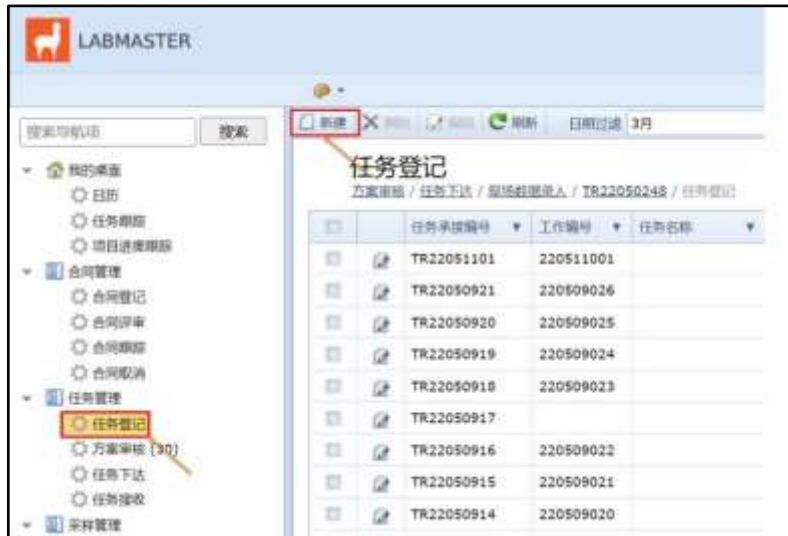 LABMASTER
新建 刷新 日期过滤 3月
搜索导航项 搜索
任务登记
方案审核 / 任务下达 / 现场数据录入 / TR22050248 / 任务登记
我的桌面
日历
任务跟踪
项目进度跟踪
合同管理
合同登记
合同评审
合同跟踪
合同取消
任务管理
任务登记
方案审核 (30)
任务下达
任务接收
采样管理
任务承接编号 工作编号 任务名称
TR22051101 220511001
TR22050921 220509026
TR22050920 220509025
TR22050919 220509024
TR22050918 220509023
TR22050917
TR22050916 220509022
TR22050915 220509021
TR22050914 220509020